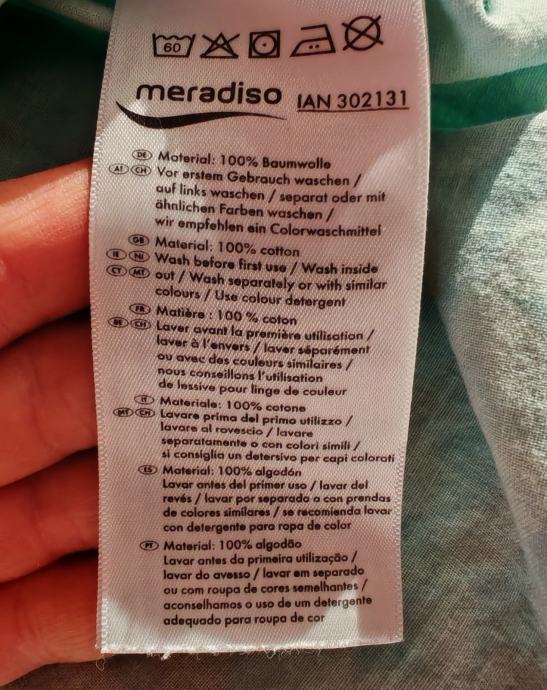 60
meradiso IAN 302131
DE Material: 100% Baumwolle
AT CH Vor erstem Gebrauch waschen /
auf links waschen / separat oder mit
ähnlichen Farben waschen /
wir empfehlen ein Colorwaschmittel
GB Material: 100% cotton
IE NI Wash before first use / Wash inside
CY MT out / Wash separately or with similar
colours / Use colour detergent
FR Matière : 100 % coton
BE CH Laver avant la première utilisation /
laver à l'envers / laver séparément
ou avec des couleurs similaires /
nous conseillons l'utilisation
de lessive pour linge de couleur
IT Materiale: 100% cotone
MT CH Lavare prima del primo utilizzo /
lavare al rovescio / lavare
separatamente o con colori simili /
si consiglia un detersivo per capi colorati
ES Material: 100% algodón
Lavar antes del primer uso / lavar del
revés / lavar por separado o con prendas
de colores similares / se recomienda lavar
con detergente para ropa de color
PT Material: 100% algodão
Lavar antes da primeira utilização /
lavar do avesso / lavar em separado
ou com roupa de cores semelhantes /
aconselhamos o uso de um detergente
adequado para roupa de cor